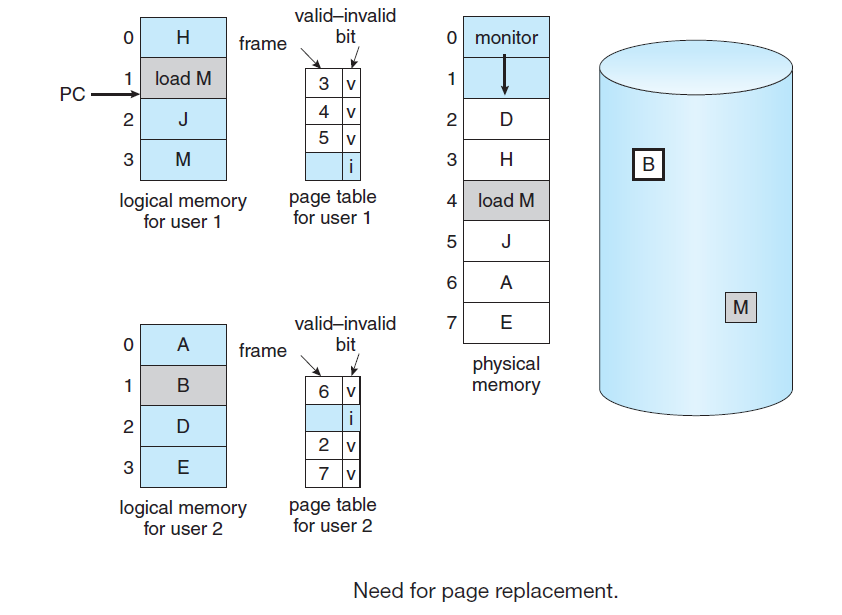 0 H
1 load M
PC
2 J
3 M
logical memory
for user 1
valid–invalid
bit
frame
3 v
4 v
5 v
i
page table
for user 1
0 monitor
1
2 D
3 H
4 load M
5 J
6 A
7 E
physical
memory
B
M
0 A
1 B
2 D
3 E
logical memory
for user 2
valid–invalid
bit
frame
6 v
i
2 v
7 v
page table
for user 2
Need for page replacement.